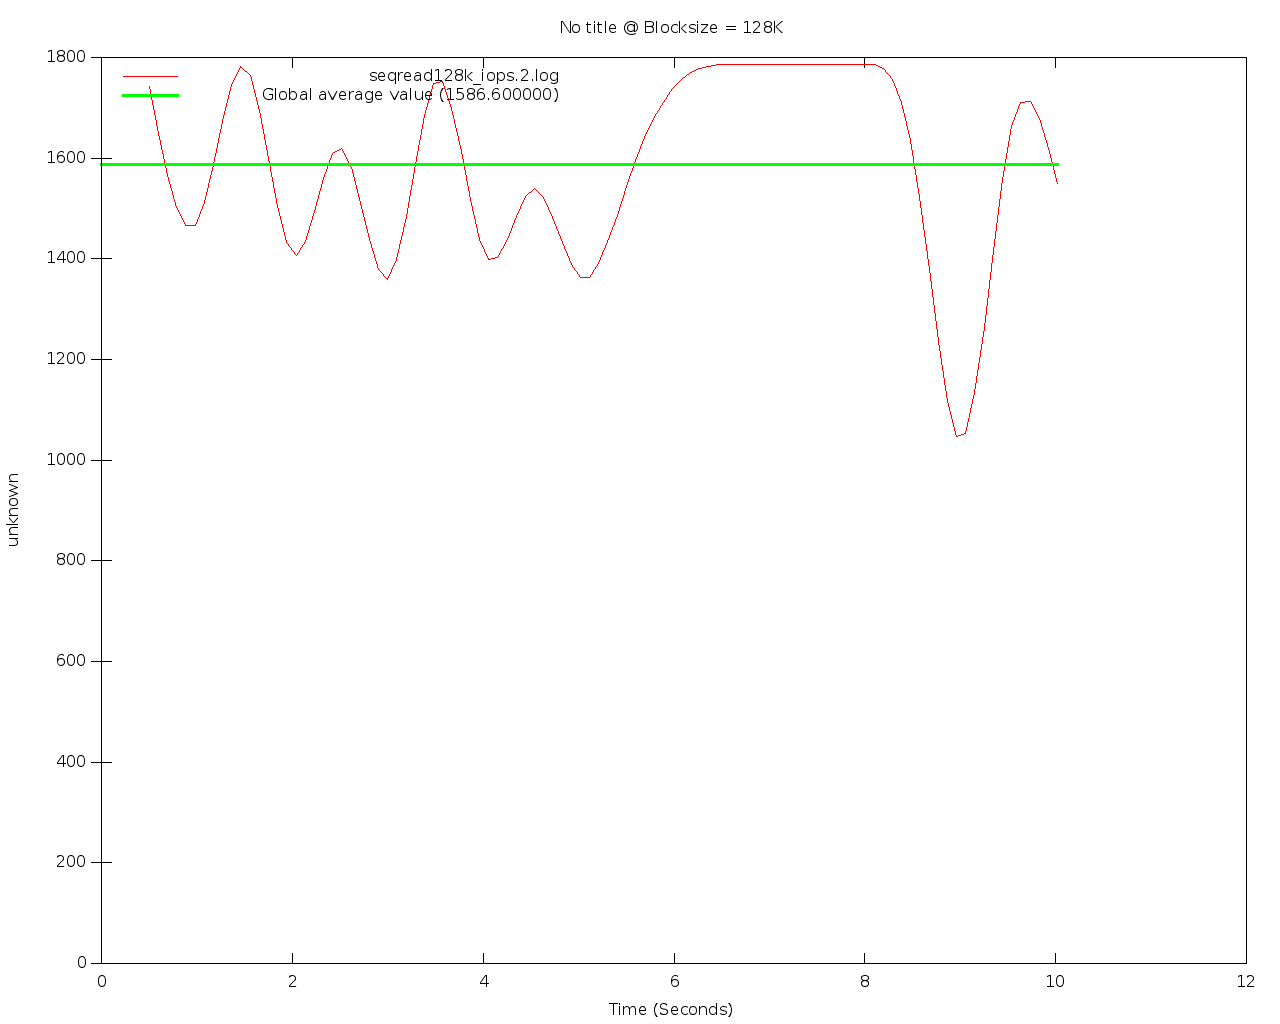 No title @ Blocksize = 128K
1800
seqread128k_iops.2.log
Global average value (1586.600000)
1600
1400
1200
1000
unknown
800
600
400
200
0
0 2 4 6 8 10 12
Time (Seconds)